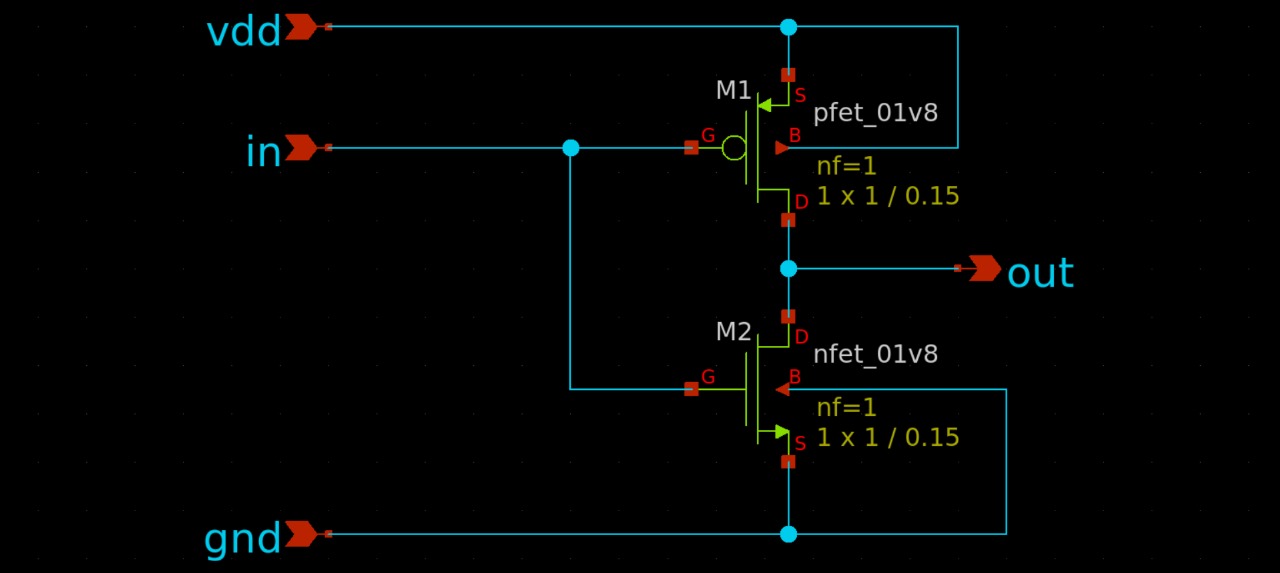 vdd
M1
S
pfet_01v8
in
G
B
nf=1
1 x 1 / 0.15
D
out
M2
D
nfet_01v8
G
B
nf=1
1 x 1 / 0.15
S
gnd